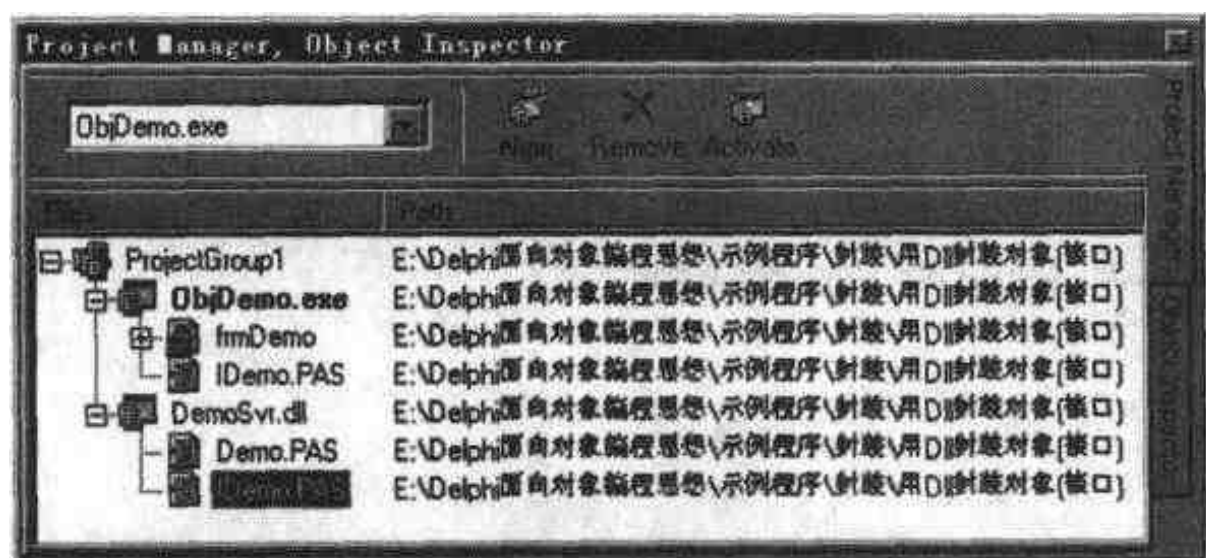 Project Manager, Object Inspector
ObjDemo.exe
New Remove Activate
Files Path
ProjectGroup1 E:\Delphi面向对象编程思想\示例程序\封装\用Dll封装对象(接口)
ObjDemo.exe E:\Delphi面向对象编程思想\示例程序\封装\用Dll封装对象(接口)
frmDemo E:\Delphi面向对象编程思想\示例程序\封装\用Dll封装对象(接口)
IDemo.PAS E:\Delphi面向对象编程思想\示例程序\封装\用Dll封装对象(接口)
DemoSvr.dll E:\Delphi面向对象编程思想\示例程序\封装\用Dll封装对象(接口)
Demo.PAS E:\Delphi面向对象编程思想\示例程序\封装\用Dll封装对象(接口)
E:\Delphi面向对象编程思想\示例程序\封装\用Dll封装对象(接口)
Project Manager
Object Inspector